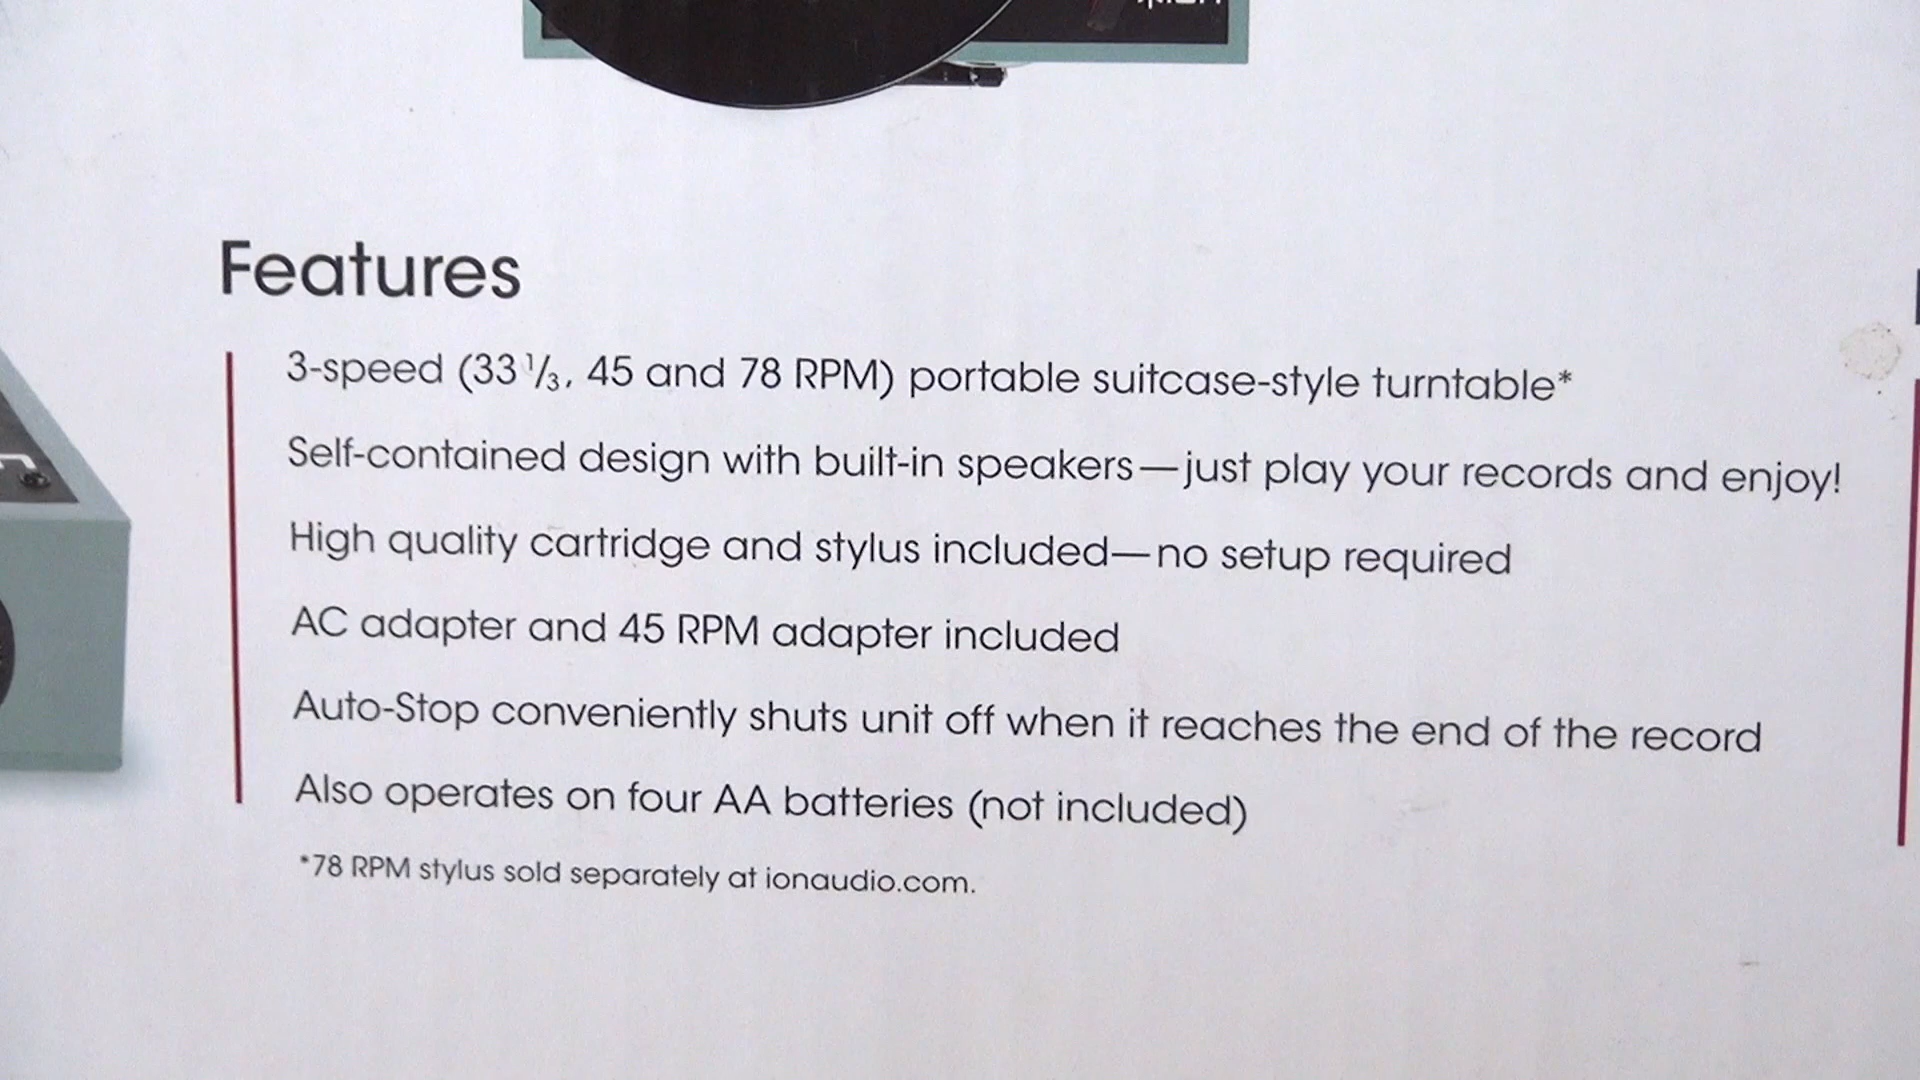 Features
3-speed (33 1/3, 45 and 78 RPM) portable suitcase-style turntable*
Self-contained design with built-in speakers—just play your records and enjoy!
High quality cartridge and stylus included—no setup required
AC adapter and 45 RPM adapter included
Auto-Stop conveniently shuts unit off when it reaches the end of the record
Also operates on four AA batteries (not included)
*78 RPM stylus sold separately at ionaudio.com.